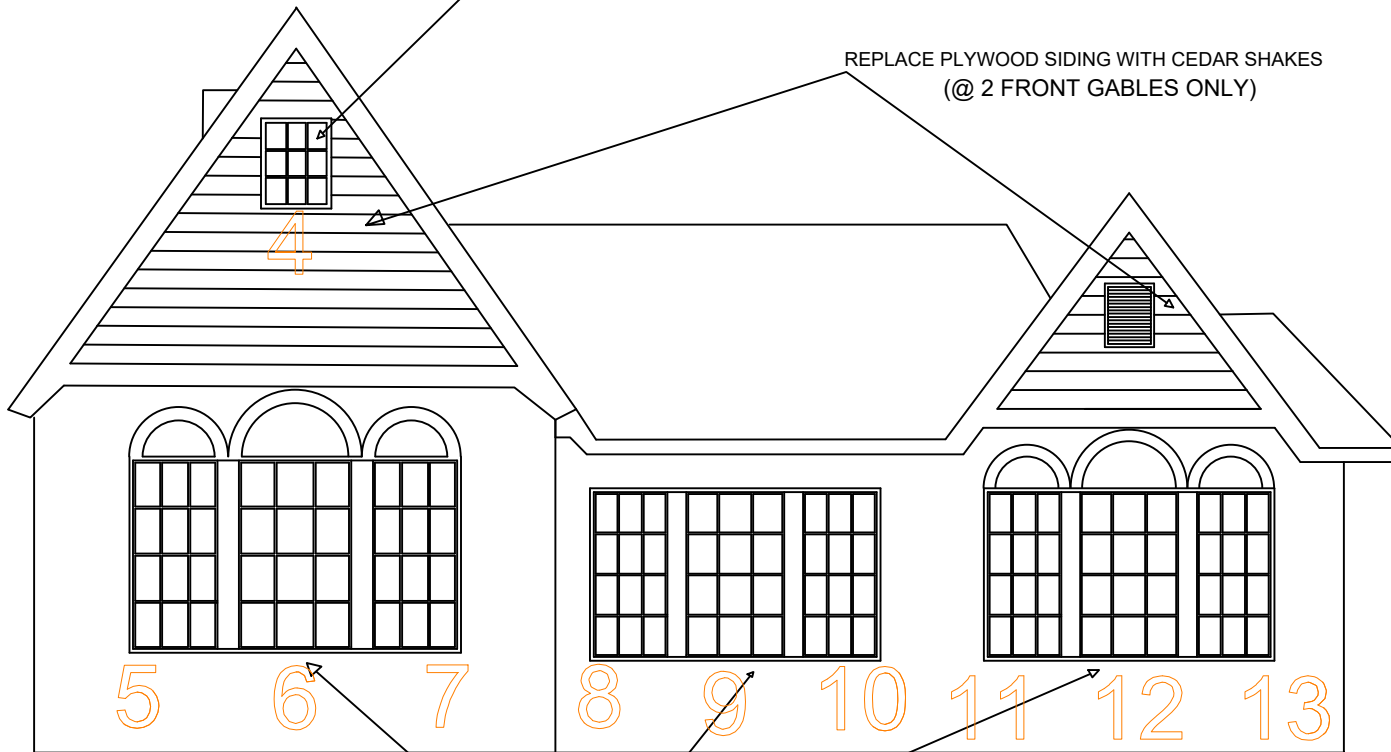 REPLACE PLYWOOD SIDING WITH CEDAR SHAKES
(@ 2 FRONT GABLES ONLY)
4
5 6 7 8 9 10 11 12 13